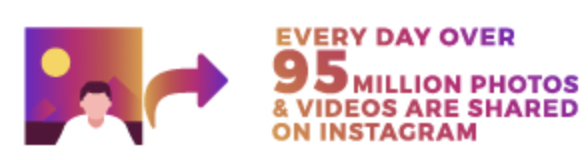 EVERY DAY OVER
95 MILLION PHOTOS
& VIDEOS ARE SHARED
ON INSTAGRAM